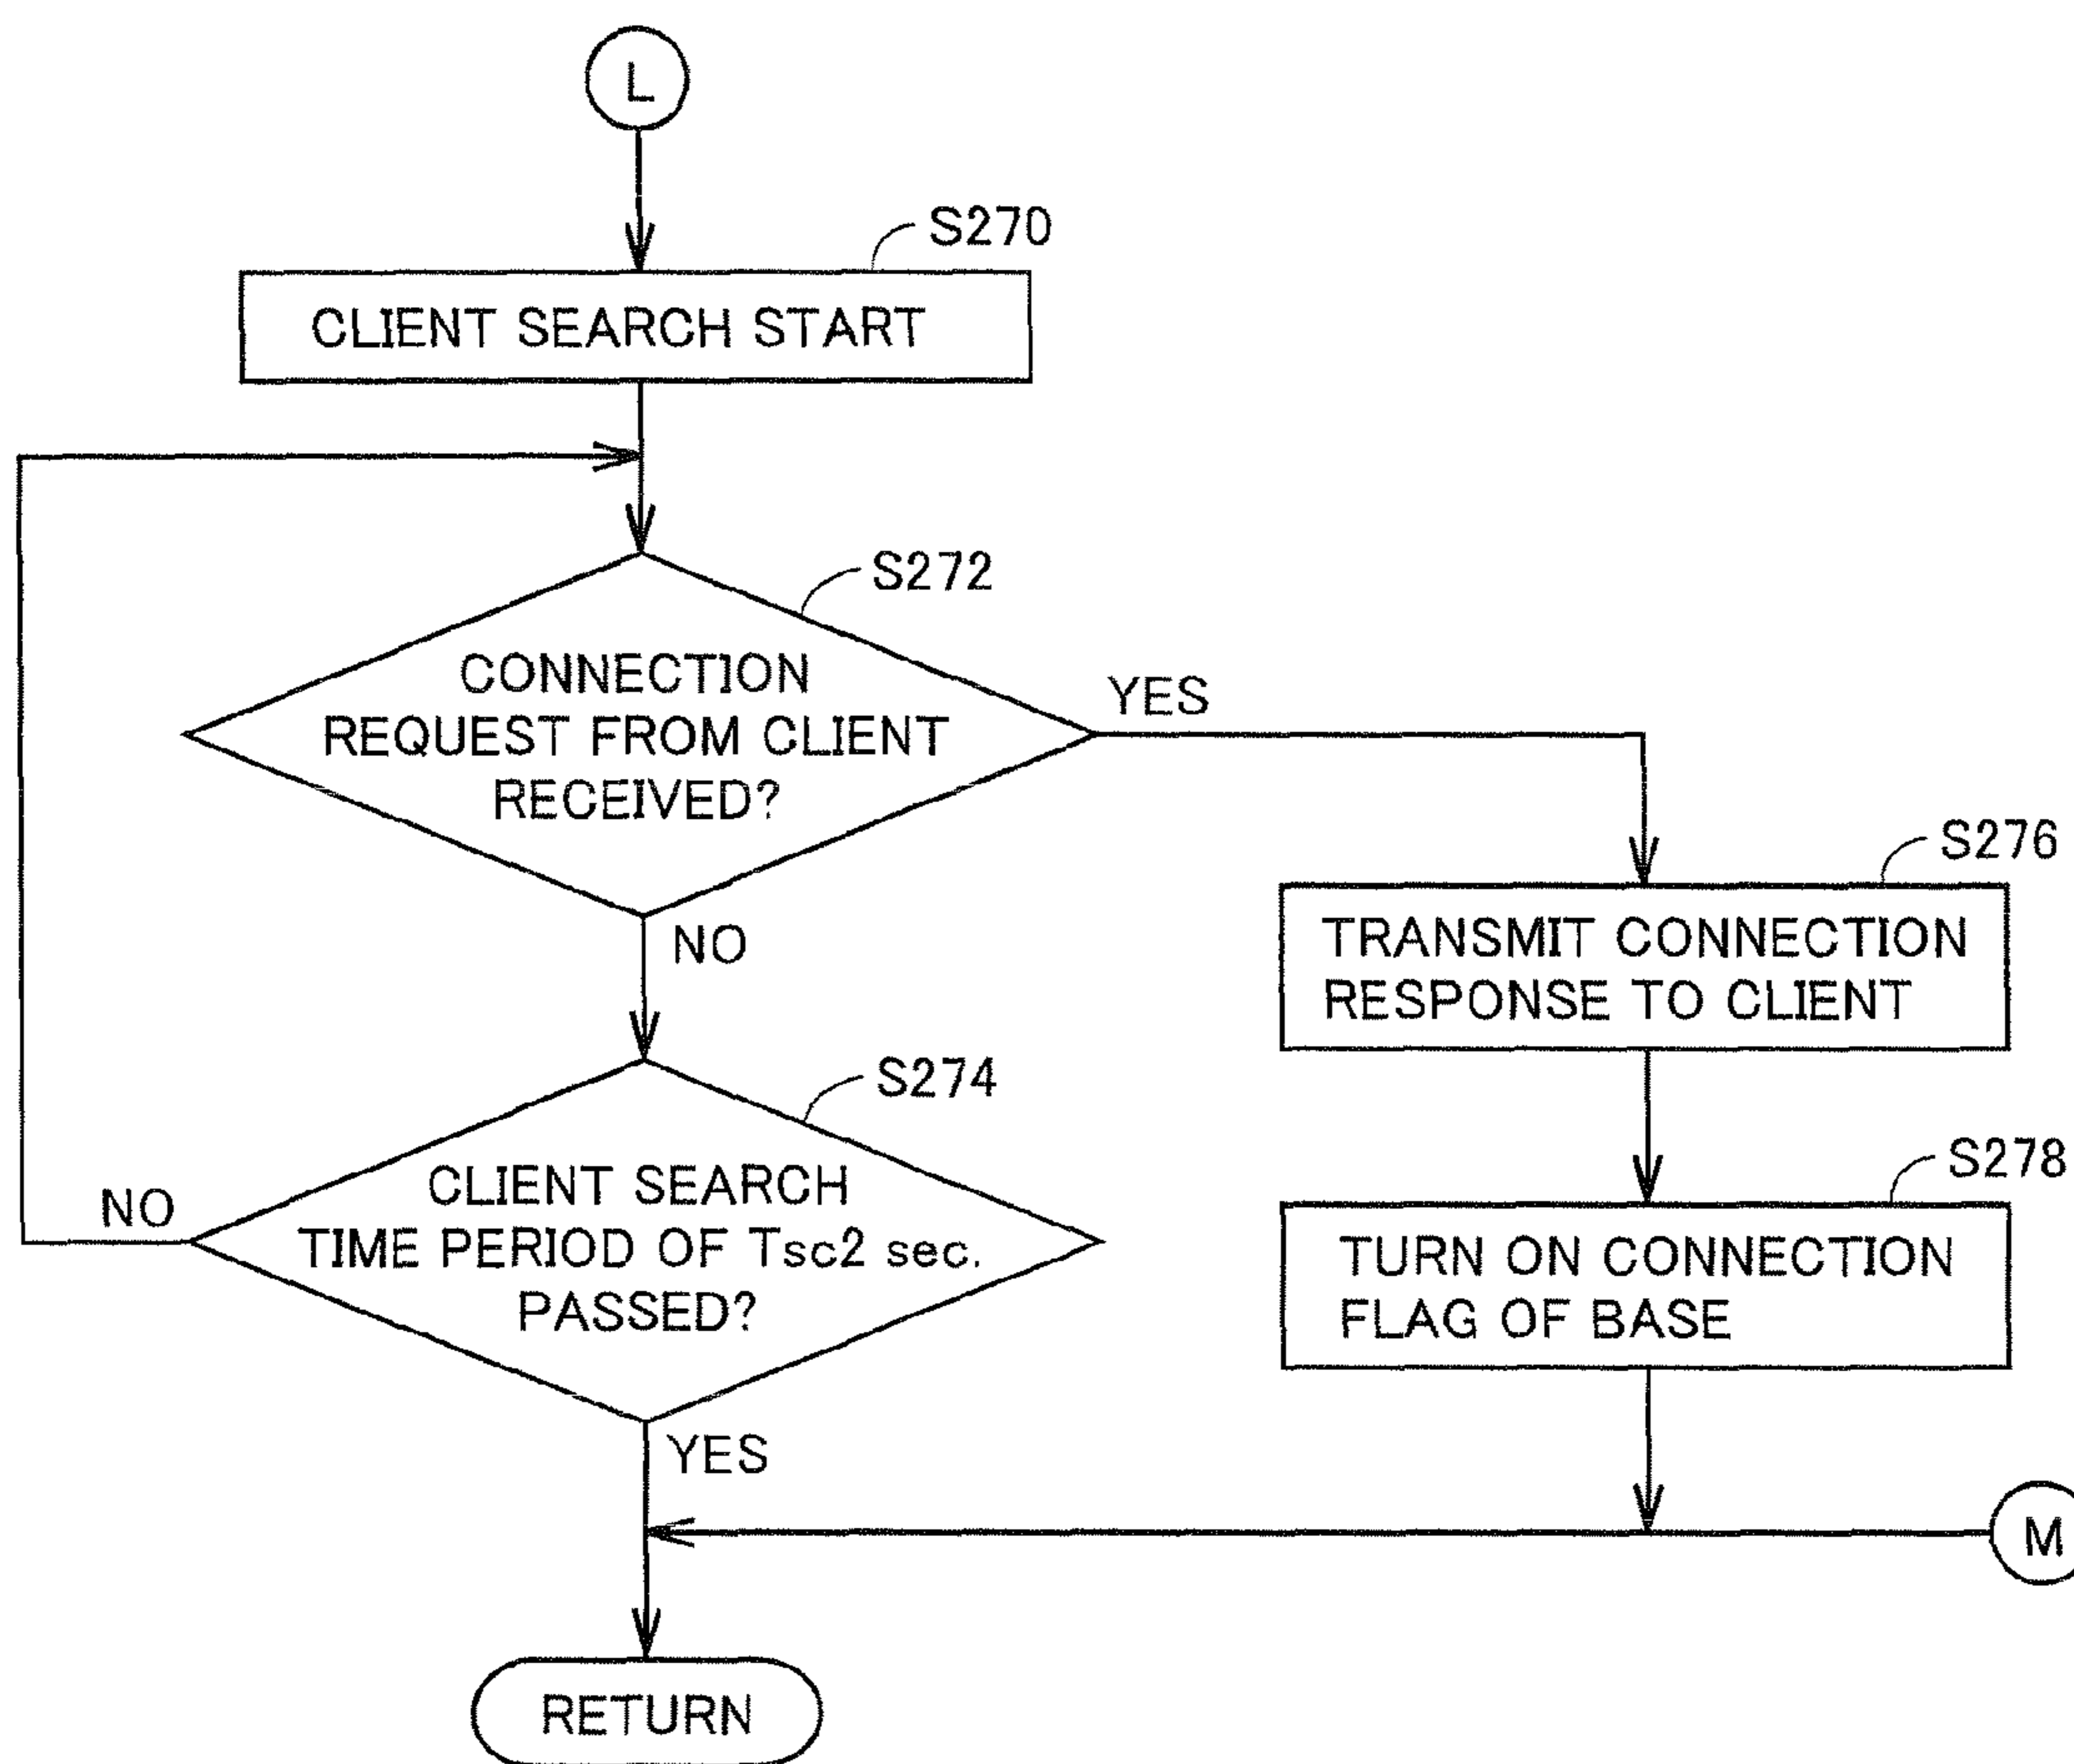 L
S270
CLIENT SEARCH START
S272
CONNECTION
REQUEST FROM CLIENT
RECEIVED?
YES
NO
S276
TRANSMIT CONNECTION
RESPONSE TO CLIENT
S274
CLIENT SEARCH
TIME PERIOD OF Tsc2 sec.
PASSED?
NO
YES
S278
TURN ON CONNECTION
FLAG OF BASE
M
RETURN